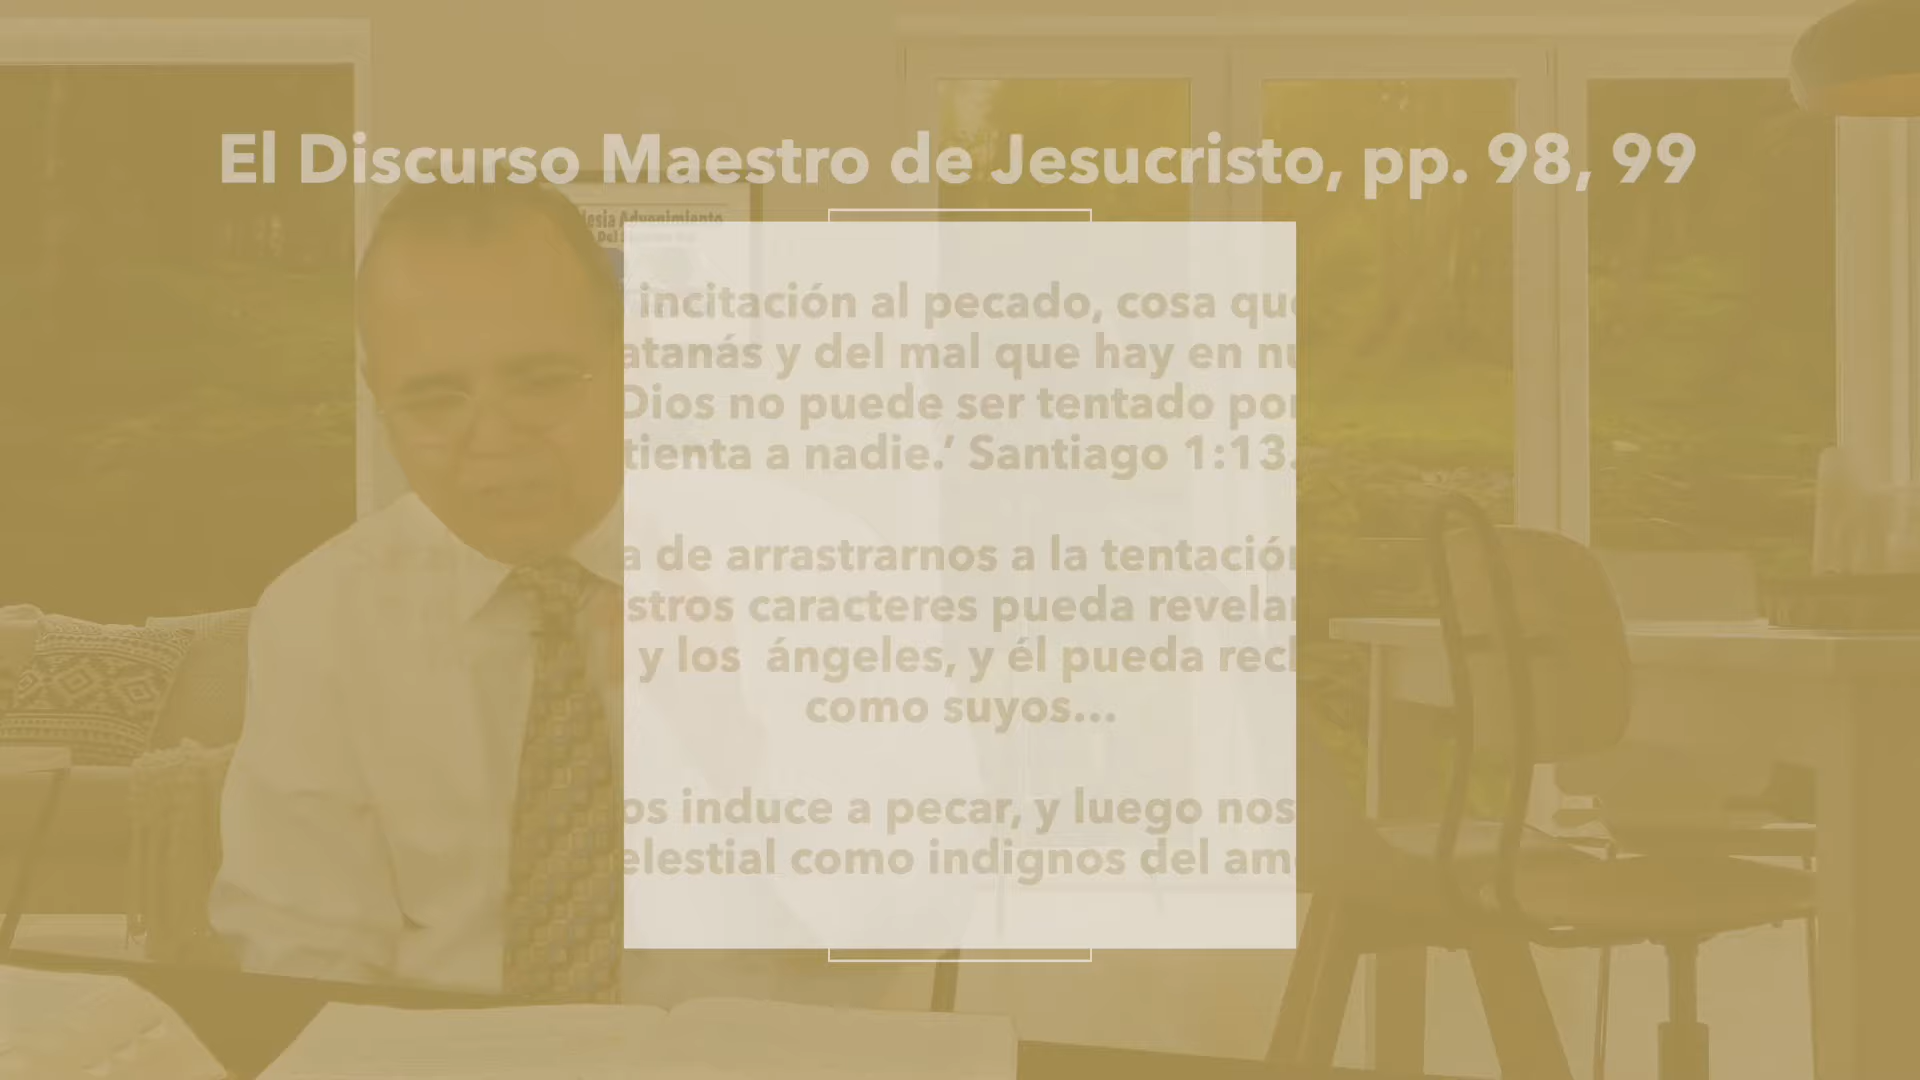 El Discurso Maestro de Jesucristo, pp. 98, 99
incitación al pecado, cosa que
atanás y del mal que hay en nu
Dios no puede ser tentado por
tienta a nadie.’ Santiago 1:13.
a de arrastrarnos a la tentación
stros caracteres pueda revelar
y los ángeles, y él pueda recl
como suyos...
os induce a pecar, y luego nos
elestial como indignos del am